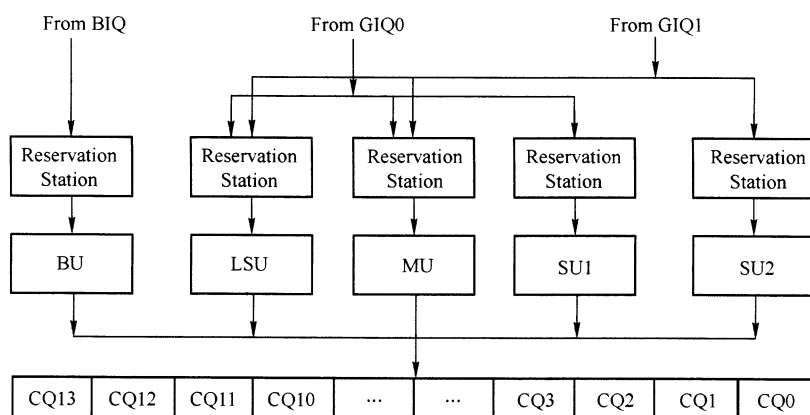 From BIQ
From GIQ0
From GIQ1
Reservation
Station
Reservation
Station
Reservation
Station
Reservation
Station
Reservation
Station
BU
LSU
MU
SU1
SU2
CQ13 CQ12 CQ11 CQ10 ... ... CQ3 CQ2 CQ1 CQ0